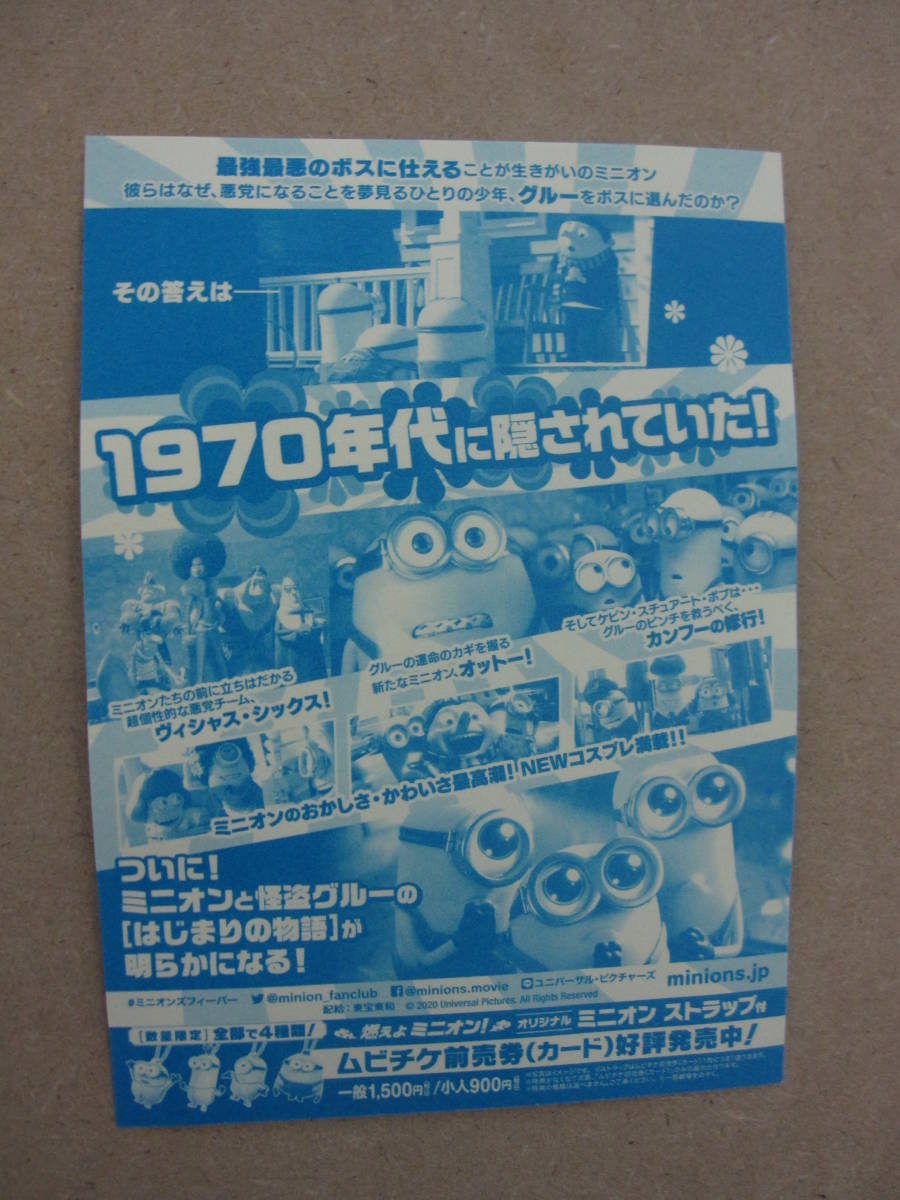 最強最悪のボスに仕えることが生きがいのミニオン
彼らはなぜ、悪党になることを夢見るひとりの少年、グルーをボスに選んだのか?
その答えは──
1970年代に隠されていた!
ミニオンたちの前に立ちはだかる
超個性的な悪党チーム、
ヴィシャス・シックス!
グルーの運命のカギを握る
新たなミニオン、オットー!
そしてケビン・スチュアート・ボブは・・・
グルーのピンチを救うべく、
カンフーの修行!
ミニオンのおかしさ・かわいさ最高潮! NEWコスプレ満載!!
ついに!
ミニオンと怪盗グルーの
[はじまりの物語]が
明らかになる!
#ミニオンズフィーバー @minion_fanclub @minions.movie ユニバーサル・ピクチャーズ minions.jp
配給:東宝東和 © 2020 Universal Pictures. All Rights Reserved
[数量限定] 全部で4種類!
燃えよミニオン! オリジナル ミニオン ストラップ付
ムビチケ前売券(カード)好評発売中!
一般1,500円税込/小人900円税込